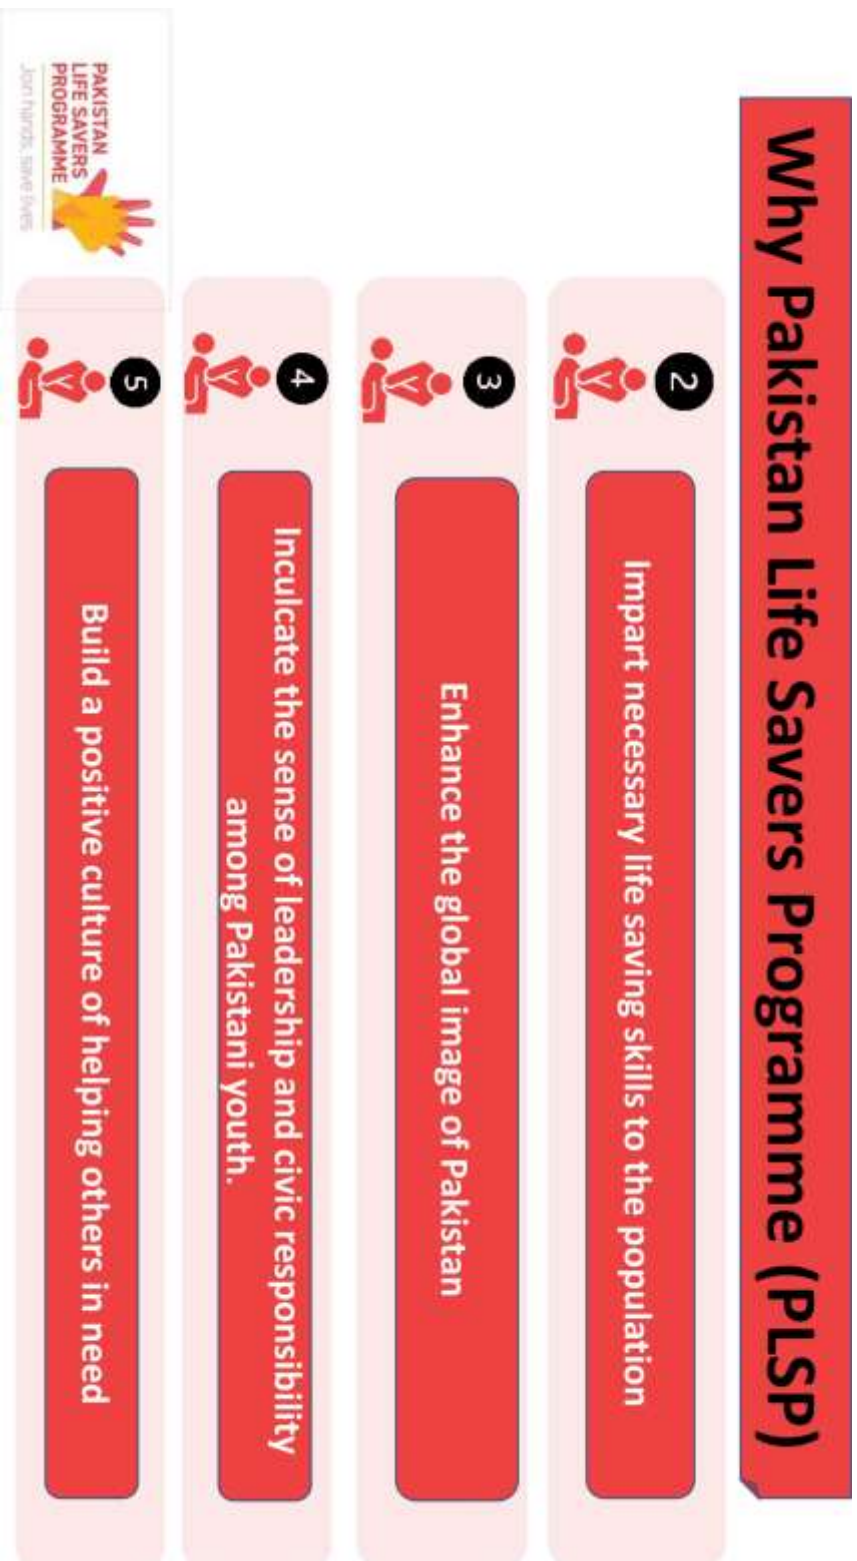 Why Pakistan Life Savers Programme (PLSP)
2
Impart necessary life saving skills to the population
3
Enhance the global image of Pakistan
4
Inculcate the sense of leadership and civic responsibility
among Pakistani youth.
5
Build a positive culture of helping others in need
PAKISTAN
LIFE SAVERS
PROGRAMME
Join hands, save lives